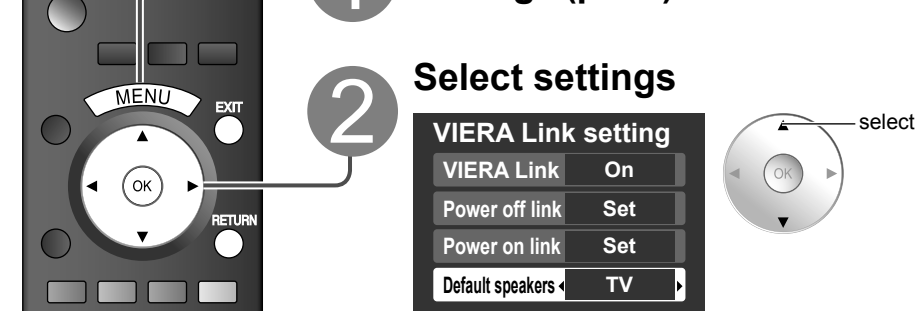 MENU
EXIT
OK
RETURN
2
Select settings
VIERA Link setting
VIERA Link On
Power off link Set
Power on link Set
Default speakers TV
select
OK